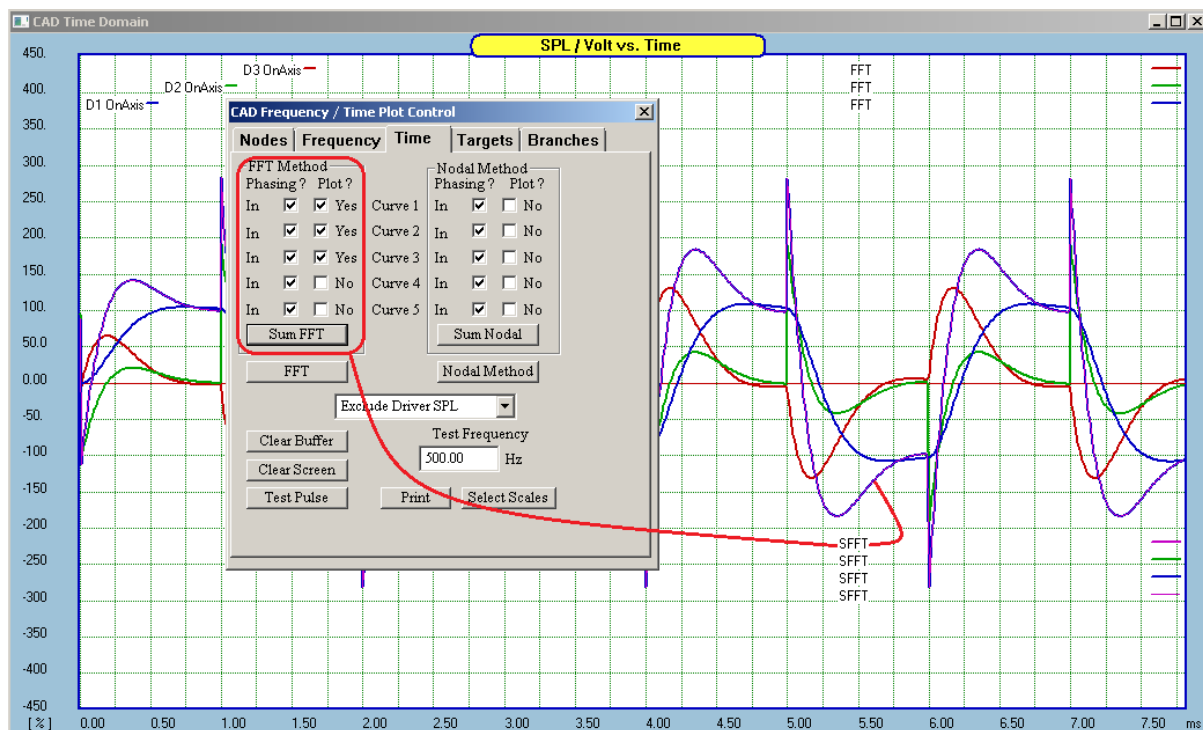 CAD Time Domain
SPL / Volt vs. Time
450.
400.
350.
300.
250.
200.
150.
100.
50.0
0.00
-50.
-100
-150
-200
-250
-300
-350
-400
-450
[ % ] 0.00 0.50 1.00 1.50 2.00 2.50 3.00 3.50 4.00 4.50 5.00 5.50 6.00 6.50 7.00 7.50 ms
D3 OnAxis
D2 OnAxis
D1 OnAxis
FFT
FFT
FFT
CAD Frequency / Time Plot Control
Nodes Frequency Time Targets Branches
FFT Method Nodal Method
Phasing ? Plot ? Phasing ? Plot ?
In Yes Curve 1 In No
In Yes Curve 2 In No
In Yes Curve 3 In No
In No Curve 4 In No
In No Curve 5 In No
Sum FFT Sum Nodal
FFT Nodal Method
Exclude Driver SPL
Clear Buffer Test Frequency
500.00 Hz
Clear Screen
Test Pulse Print Select Scales
SFFT
SFFT
SFFT
SFFT